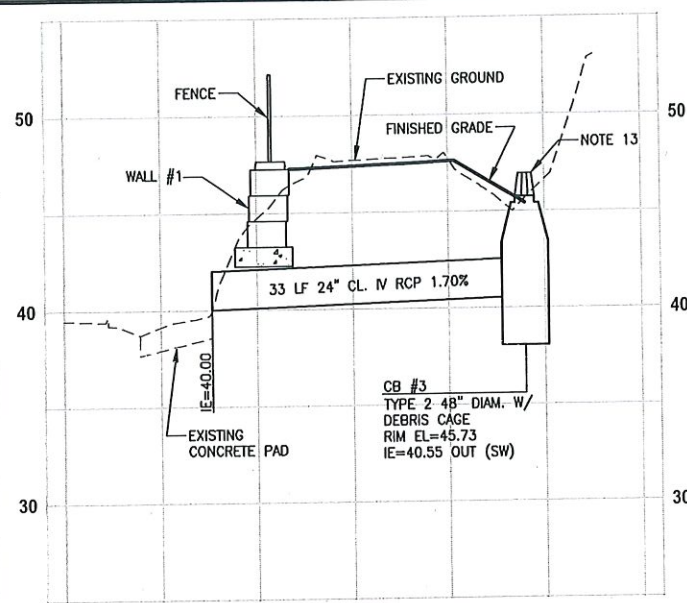 EXISTING GROUND
FENCE
50
50
FINISHED GRADE
NOTE 13
WALL #1
33 LF 24" CL. IV RCP 1.70%
40
40
IE=40.00
CB #3
TYPE 2 48" DIAM. W/
DEBRIS CAGE
RIM EL=45.73
IE=40.55 OUT (SW)
EXISTING
CONCRETE PAD
30
30